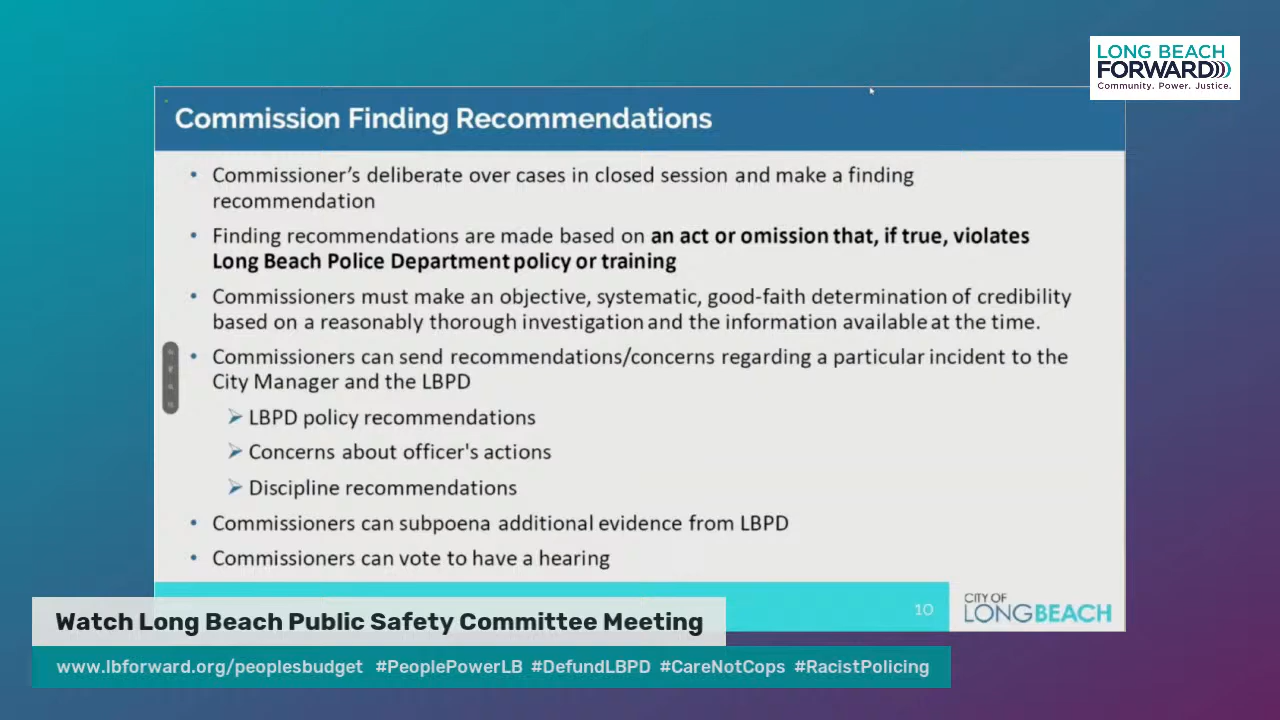 LONG BEACH
FORWARD
Community. Power. Justice.
Commission Finding Recommendations
• Commissioner's deliberate over cases in closed session and make a finding
recommendation
• Finding recommendations are made based on an act or omission that, if true, violates
Long Beach Police Department policy or training
• Commissioners must make an objective, systematic, good-faith determination of credibility
based on a reasonably thorough investigation and the information available at the time.
• Commissioners can send recommendations/concerns regarding a particular incident to the
City Manager and the LBPD
➢ LBPD policy recommendations
➢ Concerns about officer's actions
➢ Discipline recommendations
• Commissioners can subpoena additional evidence from LBPD
• Commissioners can vote to have a hearing
10
CITY OF
LONGBEACH
Watch Long Beach Public Safety Committee Meeting
www.lbforward.org/peoplesbudget #PeoplePowerLB #DefundLBPD #CareNotCops #RacistPolicing